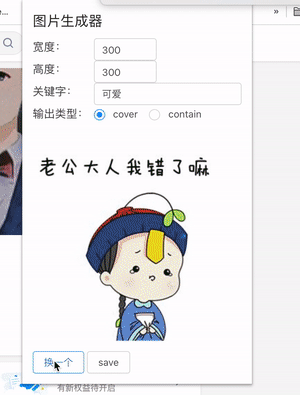 »
图片生成器
宽度： 300
高度： 300
关键字： 可爱
输出类型： cover contain
老公大人我错了嘛
换一个 save
有新权益待开启